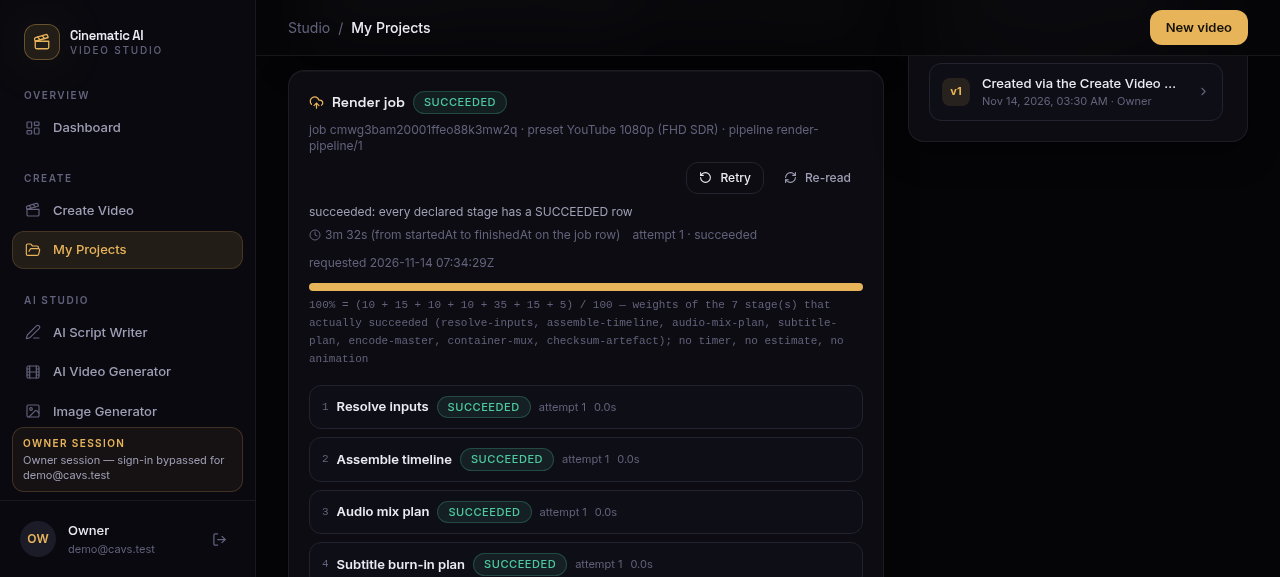 Cinematic AI
VIDEO STUDIO
OVERVIEW
Dashboard
CREATE
Create Video
My Projects
AI STUDIO
AI Script Writer
AI Video Generator
Image Generator
OWNER SESSION
Owner session — sign-in bypassed for
demo@cavs.test
OW
Owner
demo@cavs.test
Studio / My Projects
New video
Render job SUCCEEDED
job cmwg3bam20001ffeo88k3mw2q · preset YouTube 1080p (FHD SDR) · pipeline render-
pipeline/1
Retry
Re-read
succeeded: every declared stage has a SUCCEEDED row
3m 32s (from startedAt to finishedAt on the job row) attempt 1 · succeeded
requested 2026-11-14 07:34:29Z
100% = (10 + 15 + 10 + 10 + 35 + 15 + 5) / 100 — weights of the 7 stage(s) that
actually succeeded (resolve-inputs, assemble-timeline, audio-mix-plan, subtitle-
plan, encode-master, container-mux, checksum-artefact); no timer, no estimate, no
animation
1 Resolve inputs SUCCEEDED attempt 1 0.0s
2 Assemble timeline SUCCEEDED attempt 1 0.0s
3 Audio mix plan SUCCEEDED attempt 1 0.0s
4 Subtitle burn-in plan SUCCEEDED attempt 1 0.0s
v1
Created via the Create Video ...
Nov 14, 2026, 03:30 AM · Owner